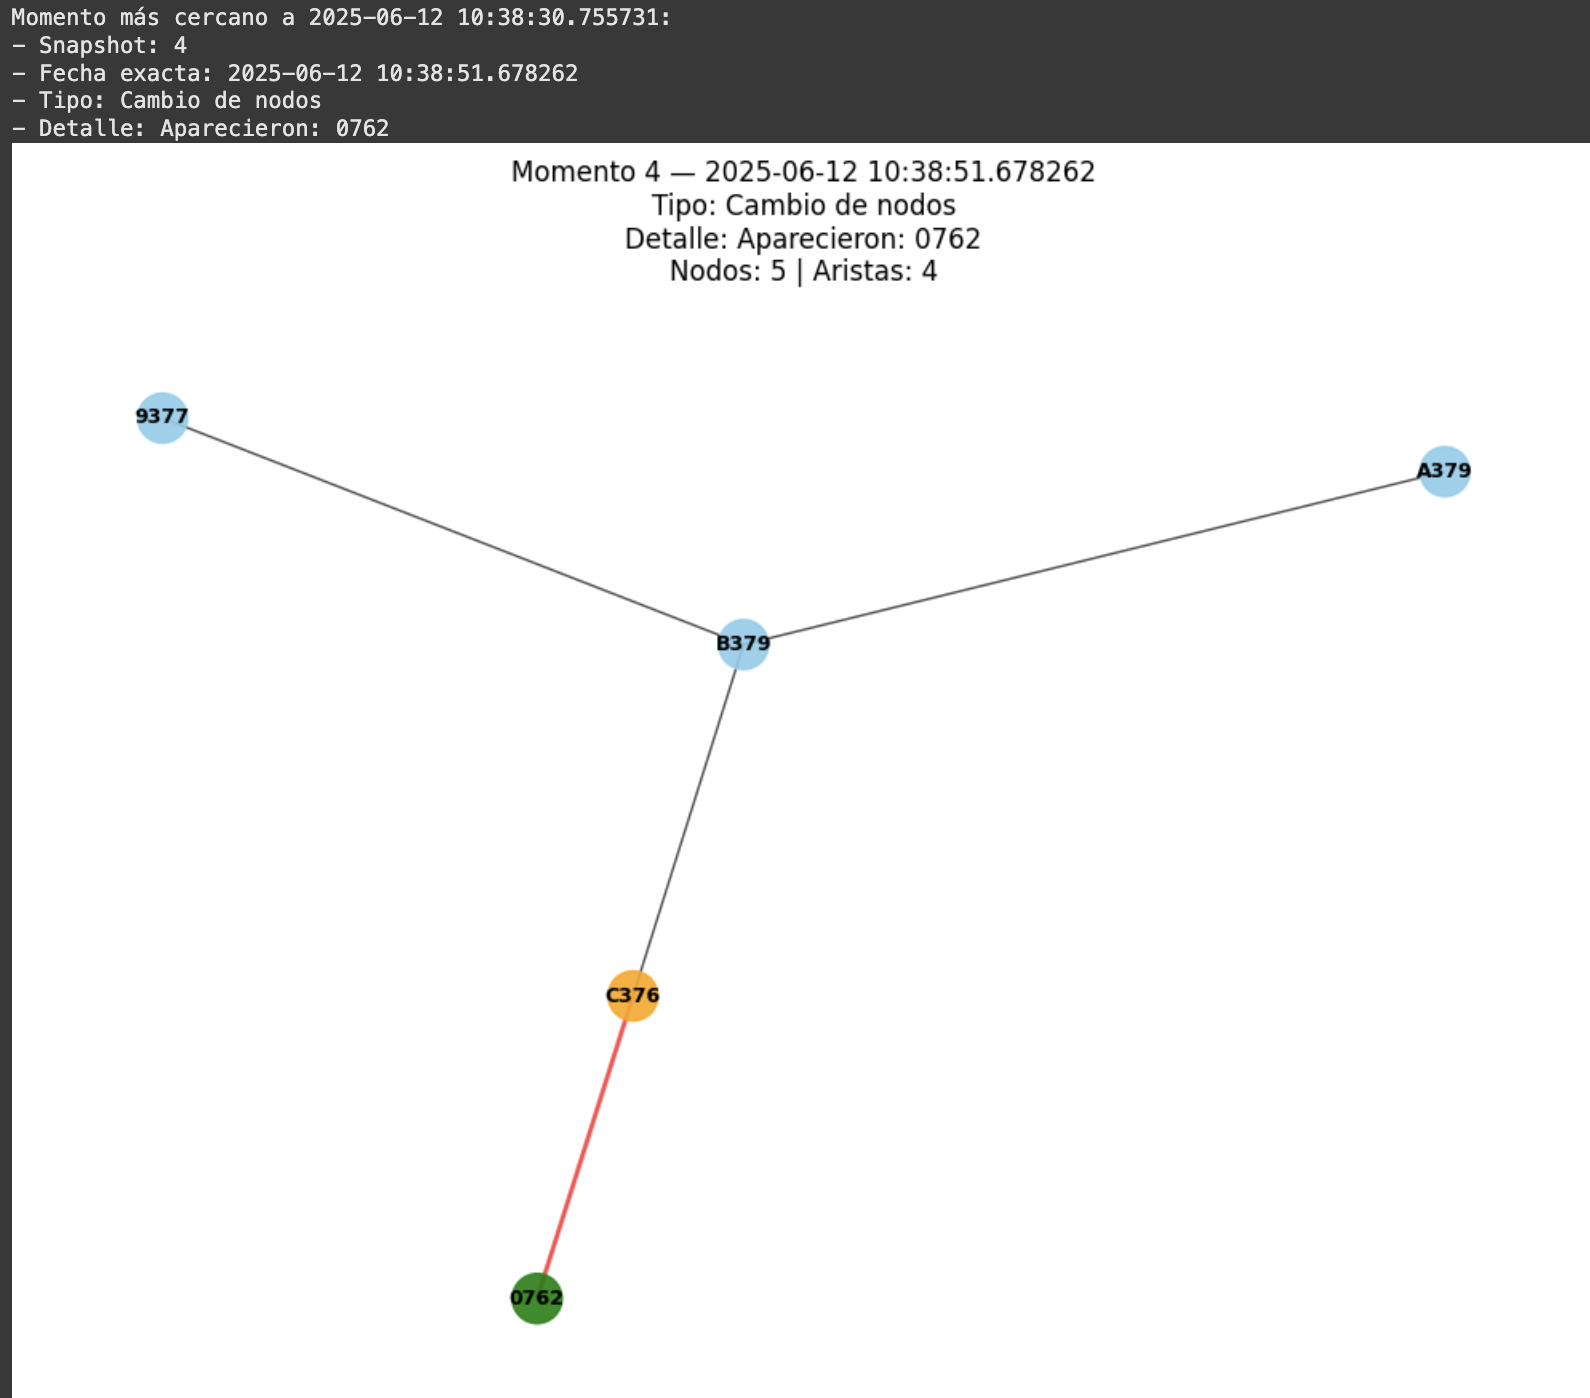 Momento más cercano a 2025-06-12 10:38:30.755731:
- Snapshot: 4
- Fecha exacta: 2025-06-12 10:38:51.678262
- Tipo: Cambio de nodos
- Detalle: Aparecieron: 0762
Momento 4 — 2025-06-12 10:38:51.678262
Tipo: Cambio de nodos
Detalle: Aparecieron: 0762
Nodos: 5 | Aristas: 4
9377
A379
B379
C376
0762